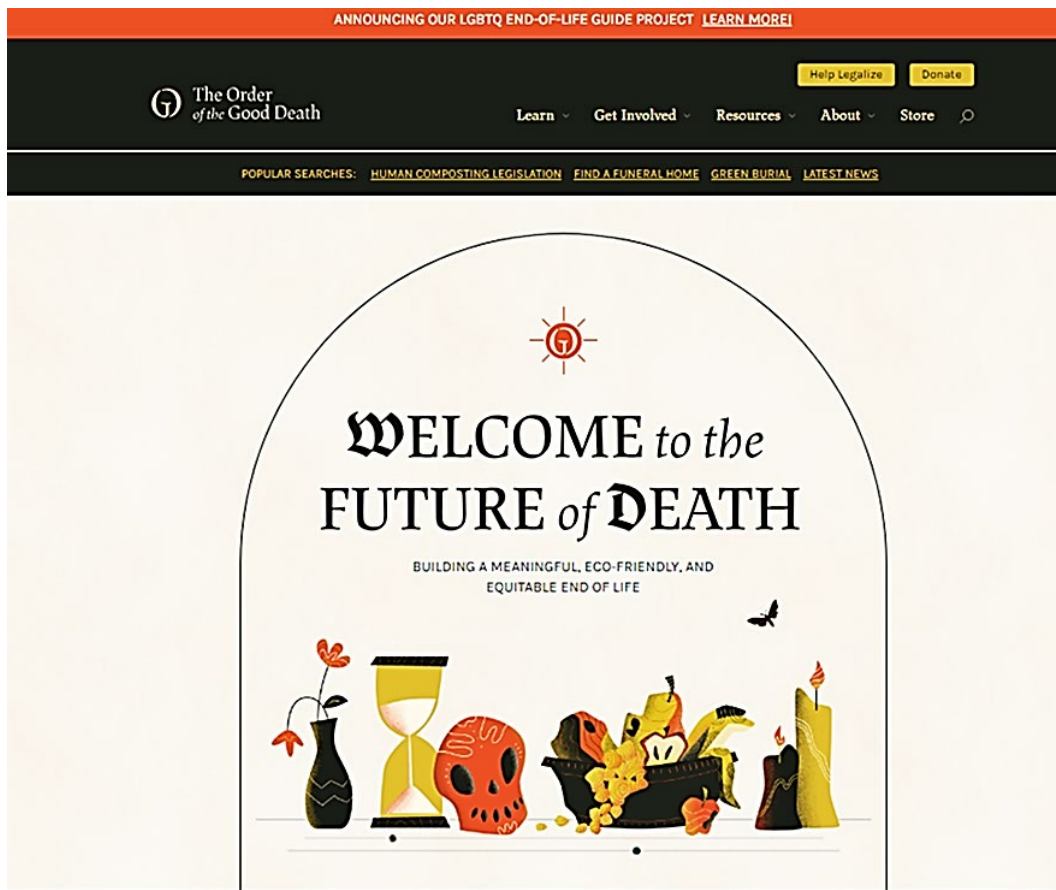 ANNOUNCING OUR LGBTQ END-OF-LIFE GUIDE PROJECT LEARN MORE!
Help Legalize Donate
The Order
of the Good Death
Learn Get Involved Resources About Store
POPULAR SEARCHES: HUMAN COMPOSTING LEGISLATION FIND A FUNERAL HOME GREEN BURIAL LATEST NEWS
WELCOME to the
FUTURE of DEATH
BUILDING A MEANINGFUL, ECO-FRIENDLY, AND
EQUITABLE END OF LIFE